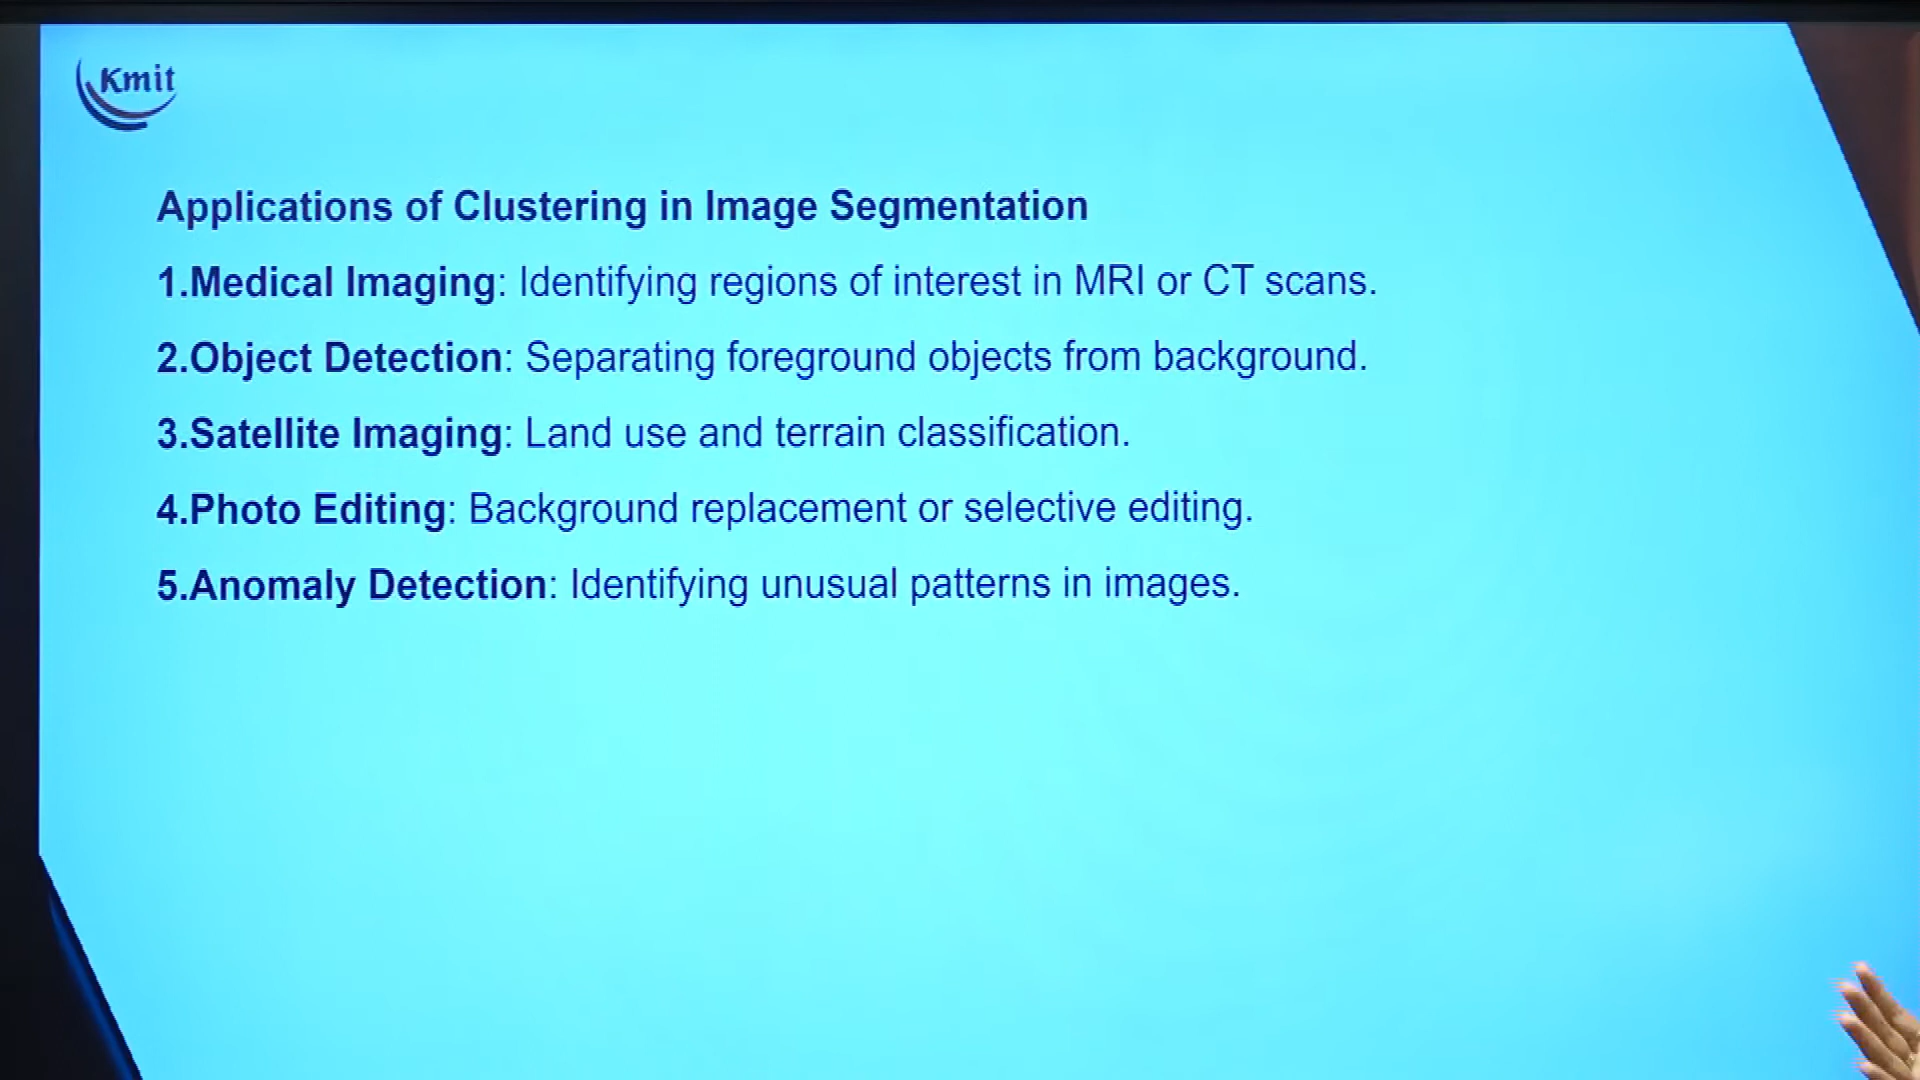 Kmit
Applications of Clustering in Image Segmentation
1.Medical Imaging: Identifying regions of interest in MRI or CT scans.
2.Object Detection: Separating foreground objects from background.
3.Satellite Imaging: Land use and terrain classification.
4.Photo Editing: Background replacement or selective editing.
5.Anomaly Detection: Identifying unusual patterns in images.